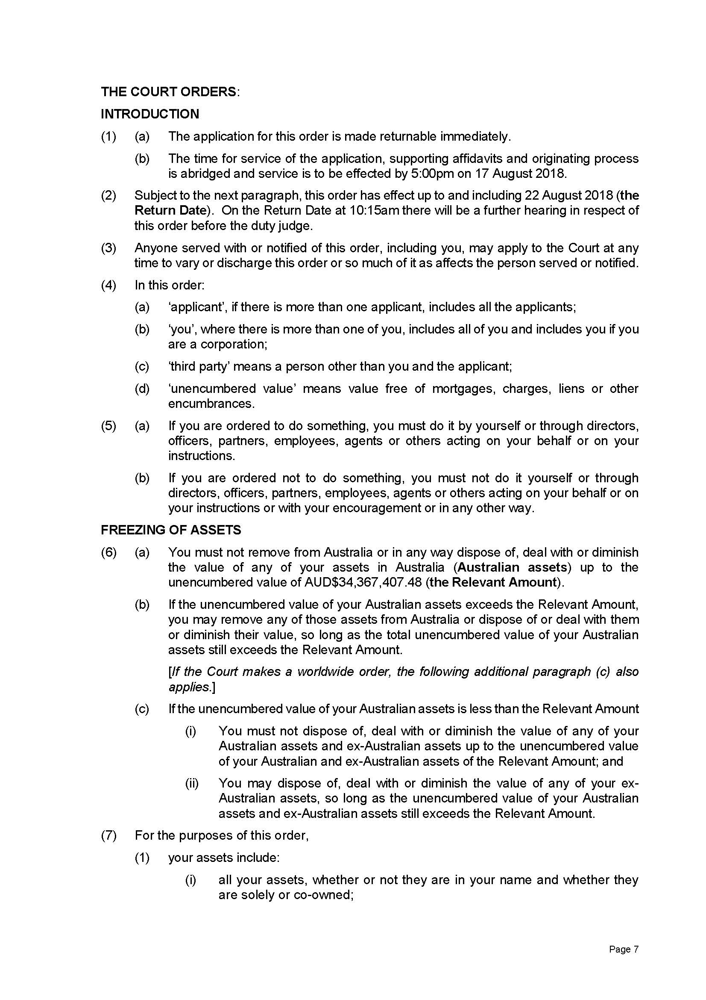 THE COURT ORDERS:
INTRODUCTION
(1) (a) The application for this order is made returnable immediately.
(b) The time for service of the application, supporting affidavits and originating process
is abridged and service is to be effected by 5:00pm on 17 August 2018.
(2) Subject to the next paragraph, this order has effect up to and including 22 August 2018 (the
Return Date). On the Return Date at 10:15am there will be a further hearing in respect of
this order before the duty judge.
(3) Anyone served with or notified of this order, including you, may apply to the Court at any
time to vary or discharge this order or so much of it as affects the person served or notified.
(4) In this order:
(a) ‘applicant’, if there is more than one applicant, includes all the applicants;
(b) ‘you’, where there is more than one of you, includes all of you and includes you if you
are a corporation;
(c) ‘third party’ means a person other than you and the applicant;
(d) ‘unencumbered value’ means value free of mortgages, charges, liens or other
encumbrances.
(5) (a) If you are ordered to do something, you must do it by yourself or through directors,
officers, partners, employees, agents or others acting on your behalf or on your
instructions.
(b) If you are ordered not to do something, you must not do it yourself or through
directors, officers, partners, employees, agents or others acting on your behalf or on
your instructions or with your encouragement or in any other way.
FREEZING OF ASSETS
(6) (a) You must not remove from Australia or in any way dispose of, deal with or diminish
the value of any of your assets in Australia (Australian assets) up to the
unencumbered value of AUD$34,367,407.48 (the Relevant Amount).
(b) If the unencumbered value of your Australian assets exceeds the Relevant Amount,
you may remove any of those assets from Australia or dispose of or deal with them
or diminish their value, so long as the total unencumbered value of your Australian
assets still exceeds the Relevant Amount.
[If the Court makes a worldwide order, the following additional paragraph (c) also
applies.]
(c) If the unencumbered value of your Australian assets is less than the Relevant Amount
(i) You must not dispose of, deal with or diminish the value of any of your
Australian assets and ex-Australian assets up to the unencumbered value
of your Australian and ex-Australian assets of the Relevant Amount; and
(ii) You may dispose of, deal with or diminish the value of any of your ex-
Australian assets, so long as the unencumbered value of your Australian
assets and ex-Australian assets still exceeds the Relevant Amount.
(7) For the purposes of this order,
(1) your assets include:
(i) all your assets, whether or not they are in your name and whether they
are solely or co-owned;
Page 7